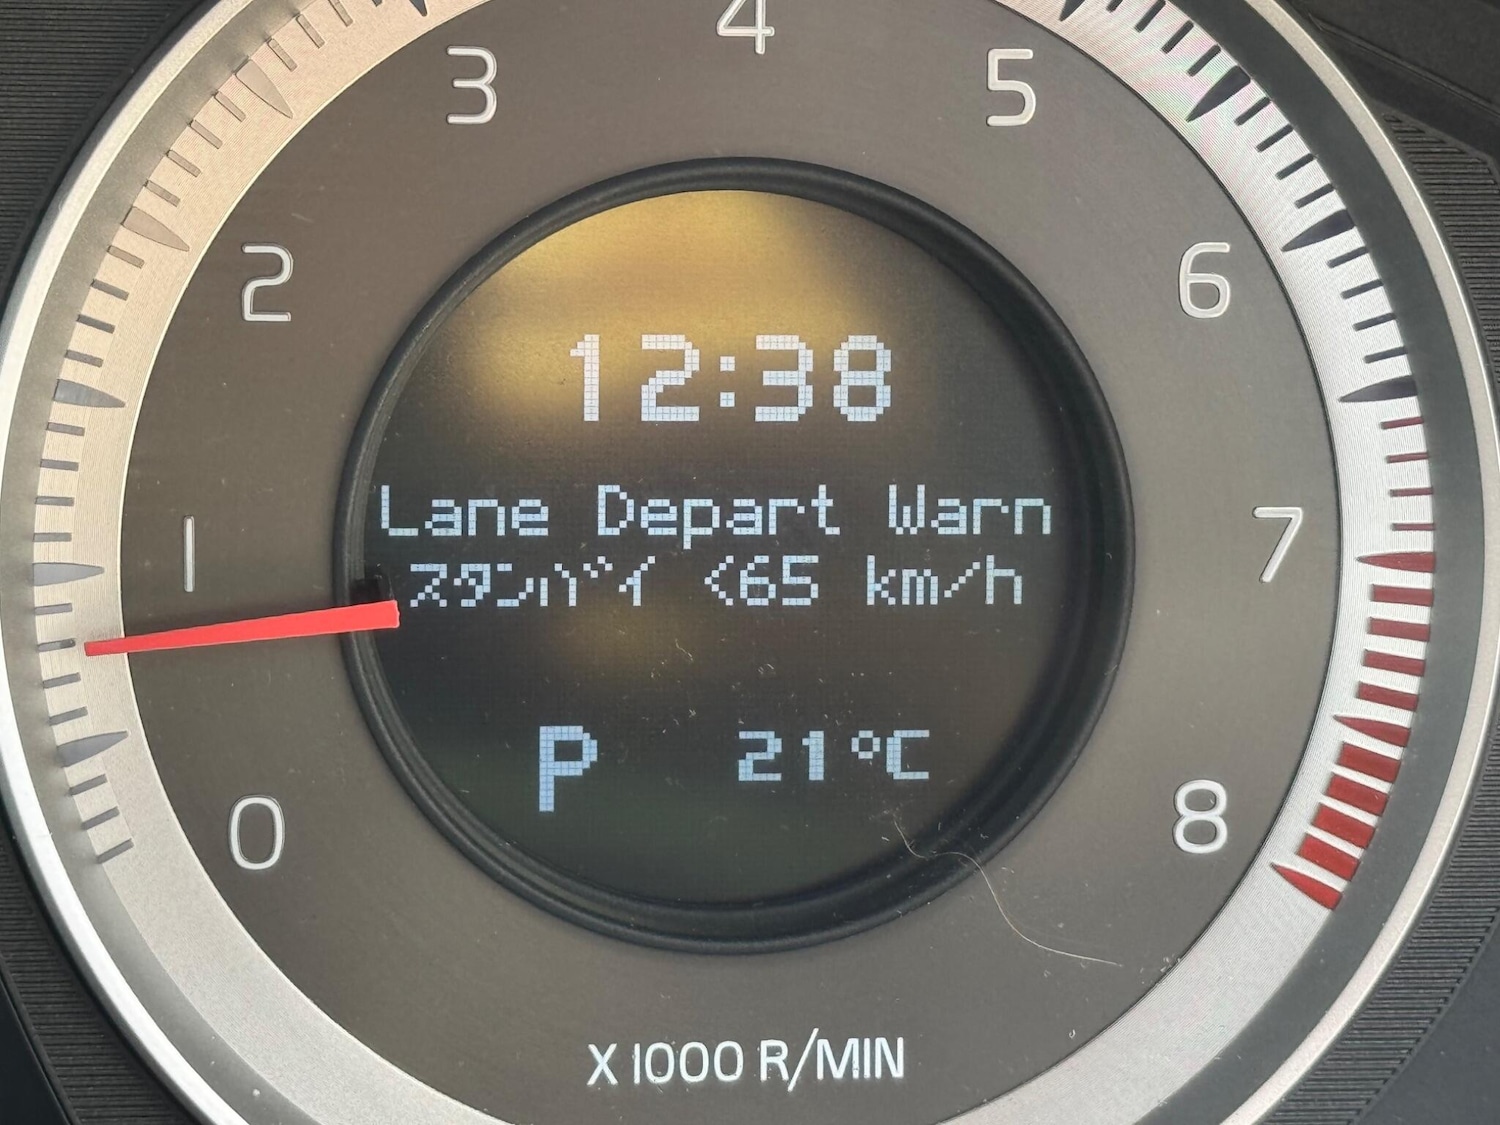 4
3
5
2
6
12:38
Lane Depart Warn
1
7
スタンバイ <65 km/h
P 21°C
0
8
X 1000 R/MIN